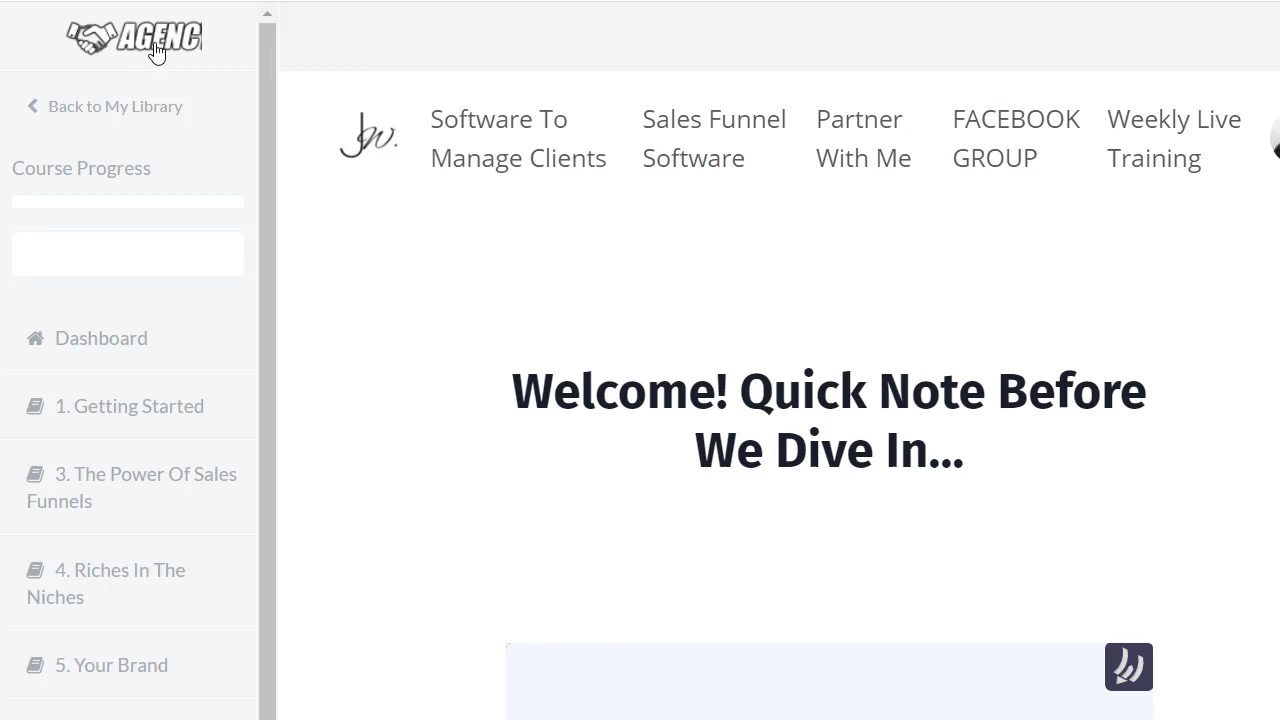 AGENC
Back to My Library
Course Progress
Dashboard
1. Getting Started
3. The Power Of Sales
Funnels
4. Riches In The
Niches
5. Your Brand
Jw.
Software To
Manage Clients
Sales Funnel
Software
Partner
With Me
FACEBOOK
GROUP
Weekly Live
Training
Welcome! Quick Note Before
We Dive In...